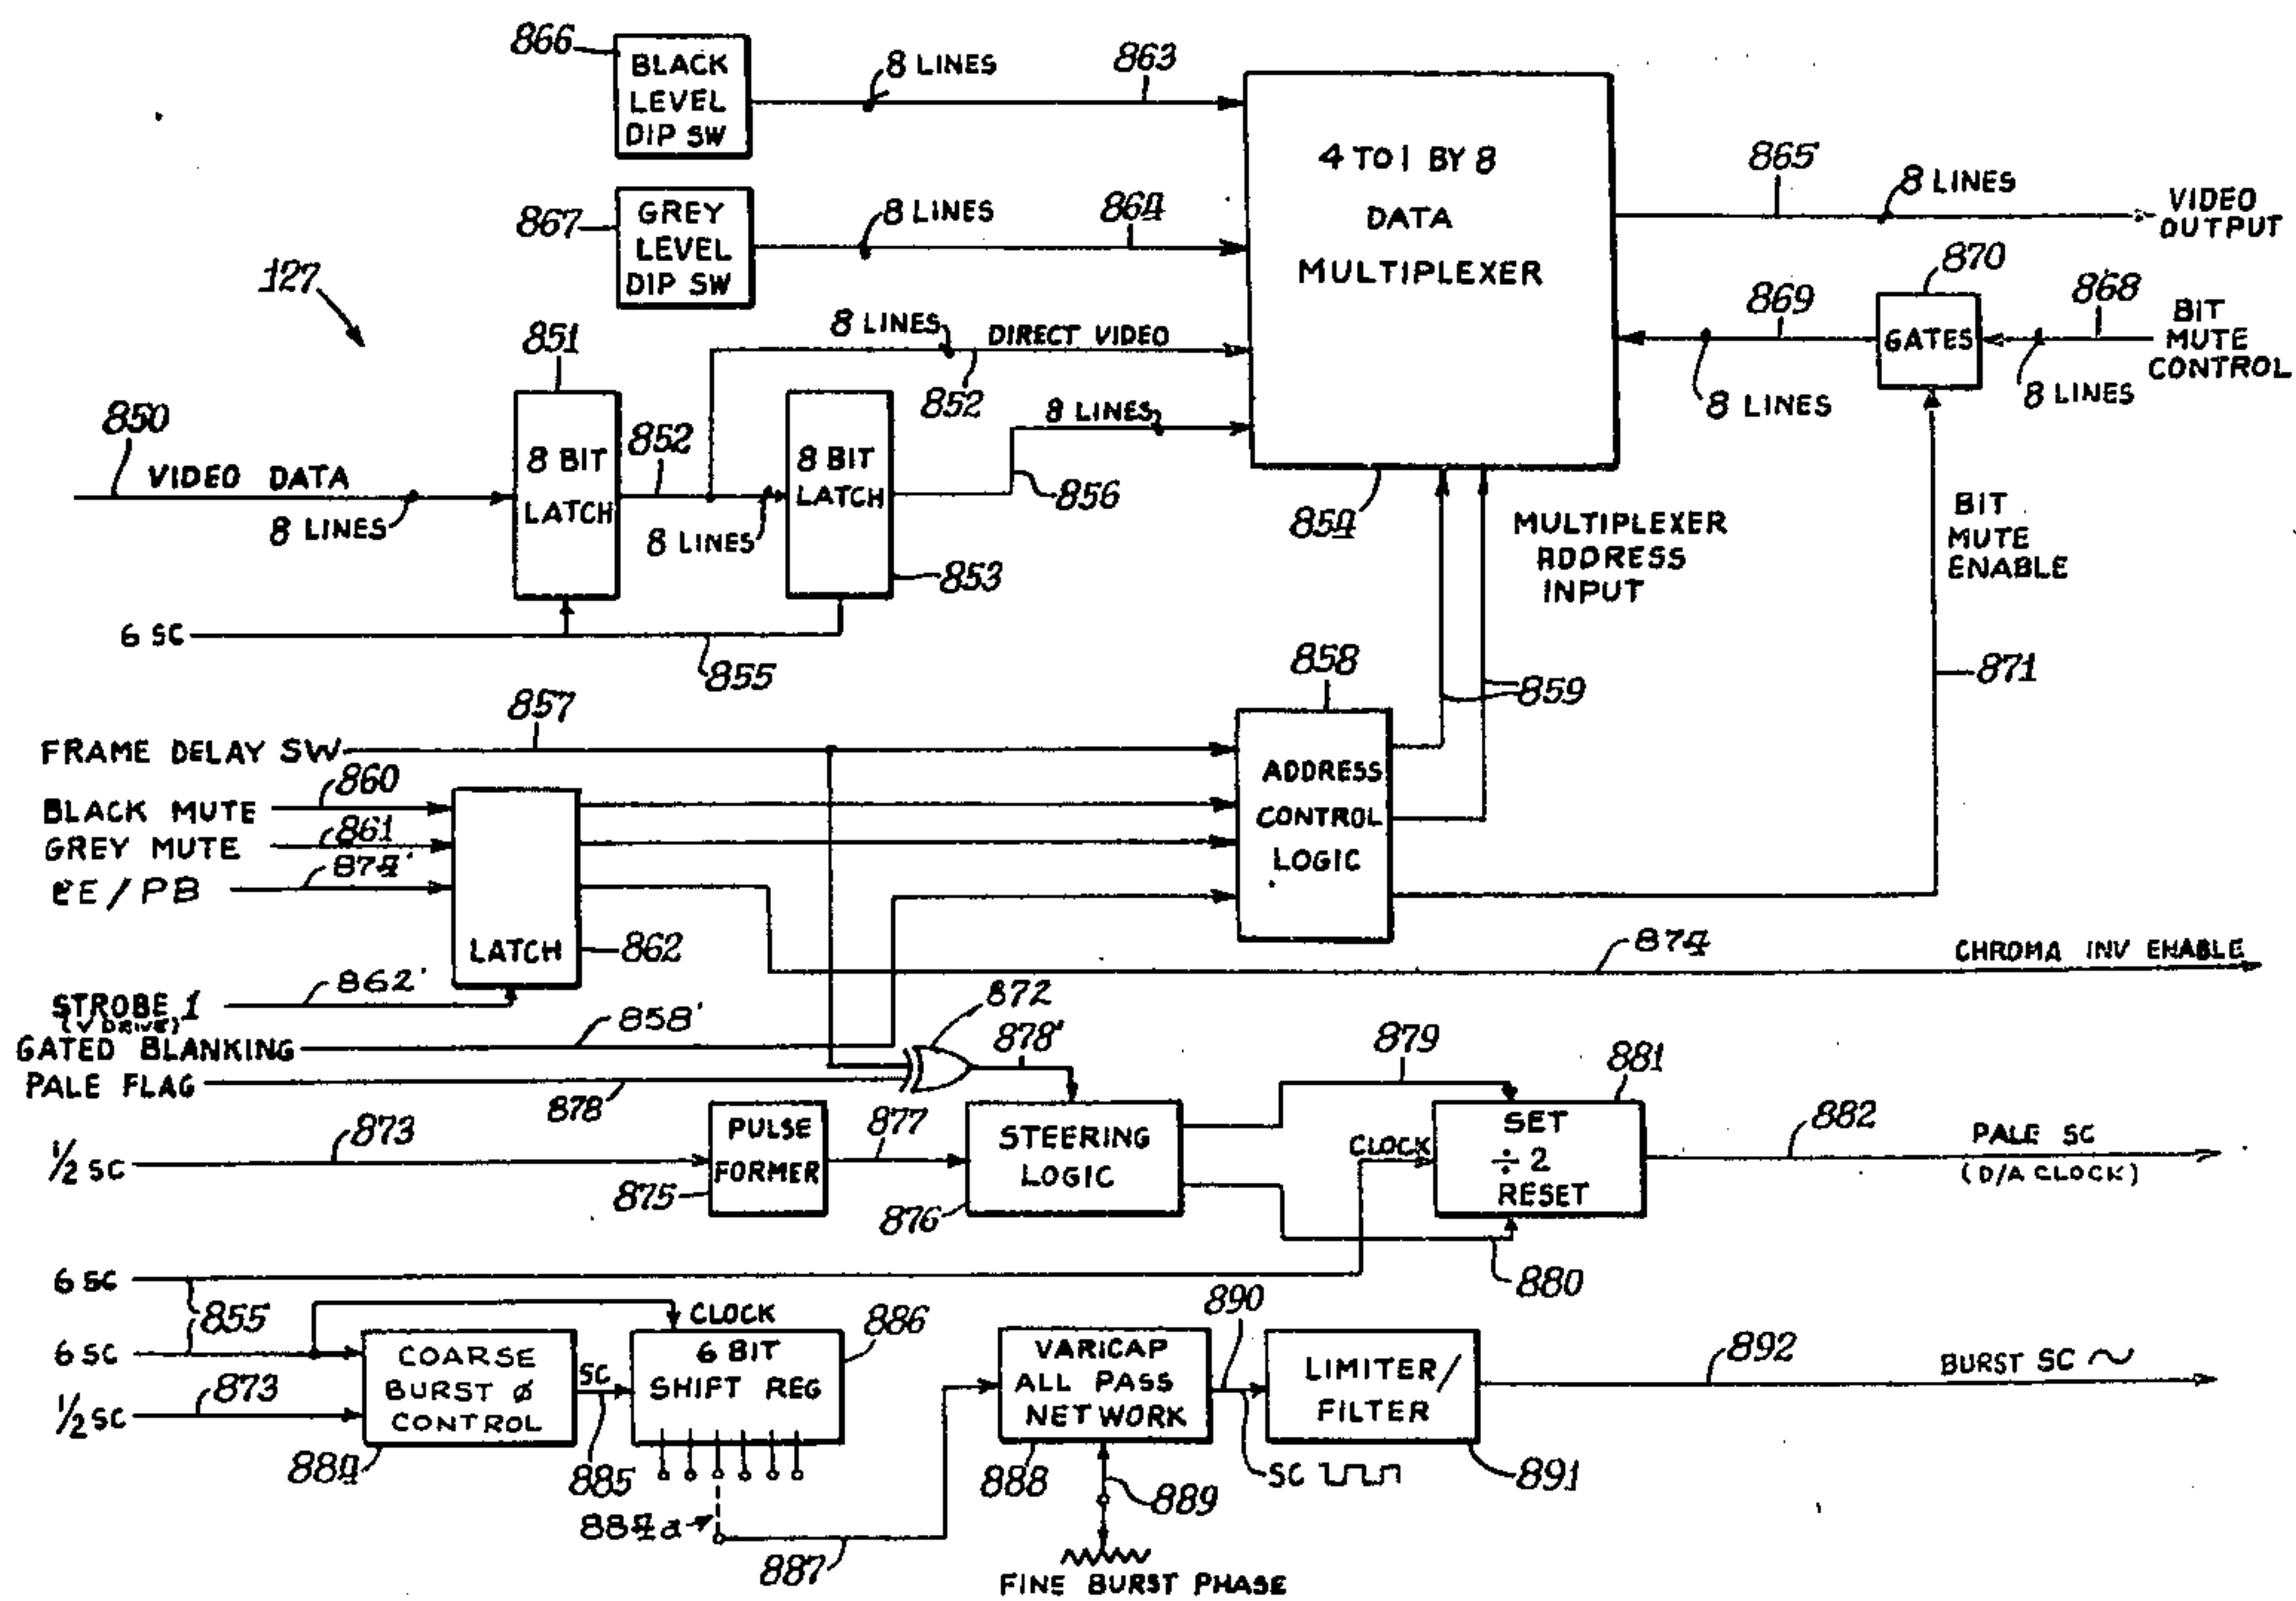 866
BLACK
LEVEL
DIP SW
8 LINES
863
867
GREY
LEVEL
DIP SW
8 LINES
864
4 TO 1 BY 8
DATA
MULTIPLEXER
854
865
8 LINES
VIDEO
OUTPUT
870
GATES
869
8 LINES
868
8 LINES
BIT
MUTE
CONTROL
127
8 LINES
DIRECT VIDEO
852
851
8 BIT
LATCH
850
VIDEO DATA
8 LINES
852
8 LINES
8 BIT
LATCH
853
8 LINES
856
6 SC
855
MULTIPLEXER
ADDRESS
INPUT
BIT
MUTE
ENABLE
871
858
859
857
FRAME DELAY SW
860
BLACK MUTE
861
GREY MUTE
874'
EE / PB
LATCH
862
ADDRESS
CONTROL
LOGIC
874
CHROMA INV ENABLE
862'
STROBE 1
(V DRIVE)
858'
GATED BLANKING
872
878'
PALE FLAG
878
879
881
1/2 SC
873
PULSE
FORMER
875
877
STEERING
LOGIC
876
CLOCK
SET
÷ 2
RESET
882
PALE SC
(D/A CLOCK)
880
6 SC
855
6 SC
1/2 SC
873
COARSE
BURST ø
CONTROL
884
SC
885
CLOCK
6 BIT
SHIFT REG
886
884a
887
VARICAP
ALL PASS
NETWORK
888
889
FINE BURST PHASE
890
SC
LIMITER/
FILTER
891
892
BURST SC ~